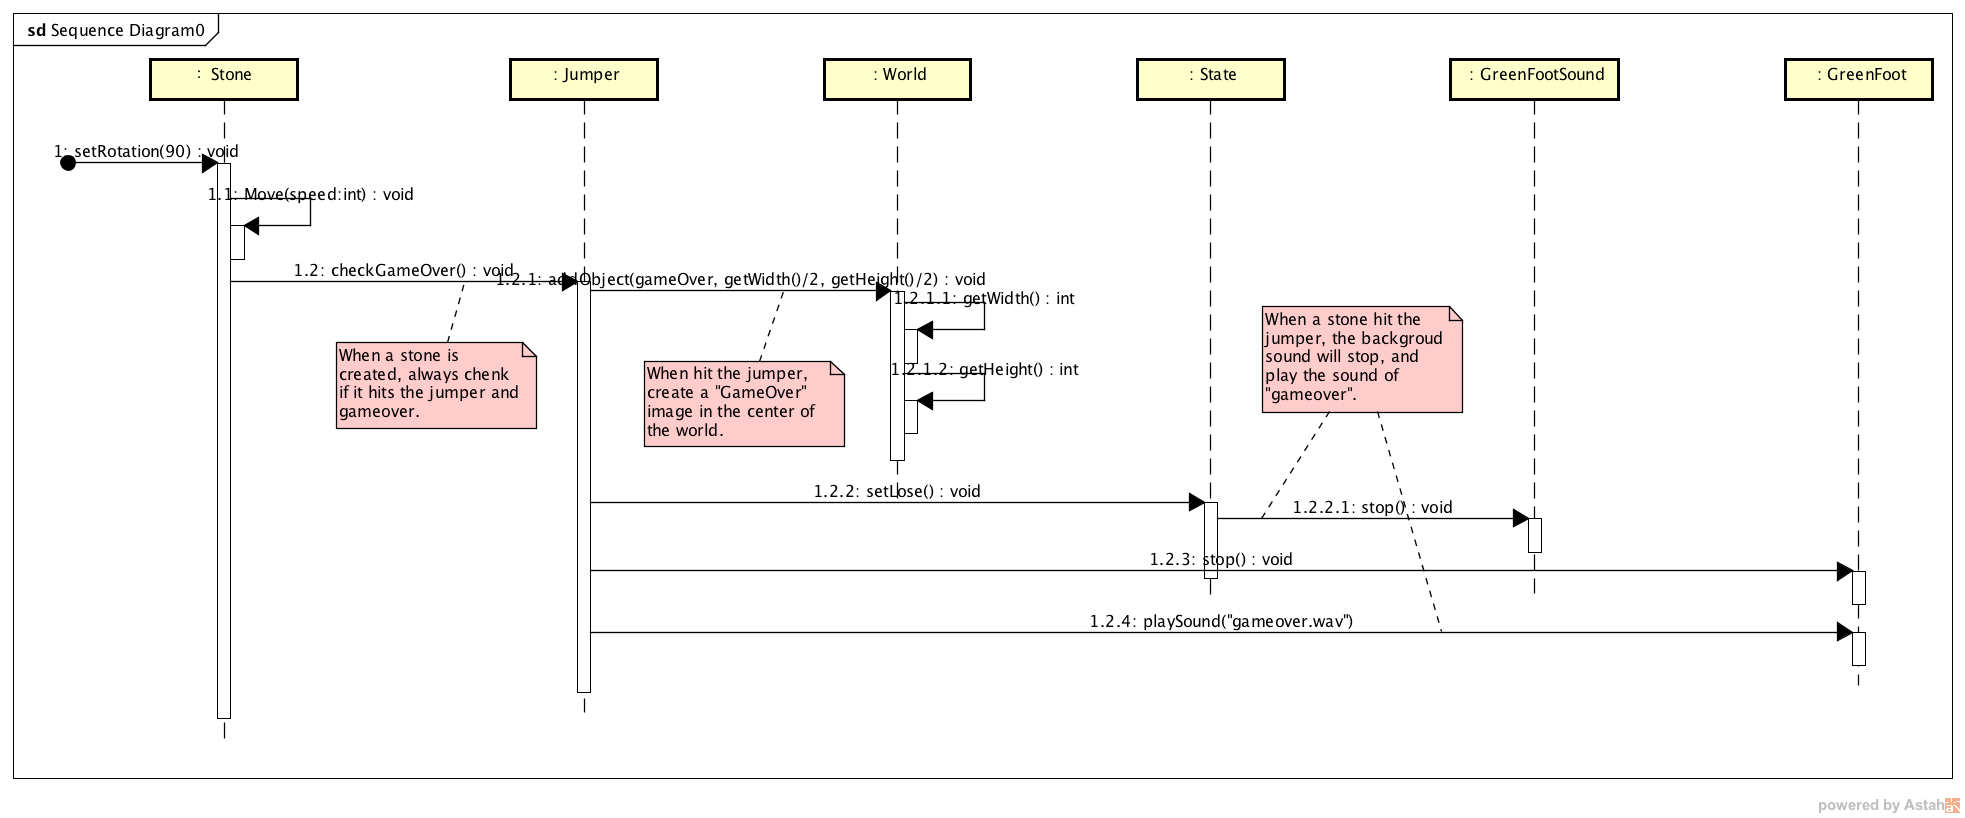 sd Sequence Diagram0
: Stone
: Jumper
: World
: State
: GreenFootSound
: GreenFoot
1: setRotation(90) : void
1.1: Move(speed:int) : void
1.2: checkGameOver() : void
1.2.1: addObject(gameOver, getWidth()/2, getHeight()/2) : void
1.2.1.1: getWidth() : int
When a stone is
created, always chenk
if it hits the jumper and
gameover.
When hit the jumper,
create a "GameOver"
image in the center of
the world.
1.2.1.2: getHeight() : int
When a stone hit the
jumper, the backgroud
sound will stop, and
play the sound of
"gameover".
1.2.2: setLose() : void
1.2.2.1: stop() : void
1.2.3: stop() : void
1.2.4: playSound("gameover.wav")
powered by Astah